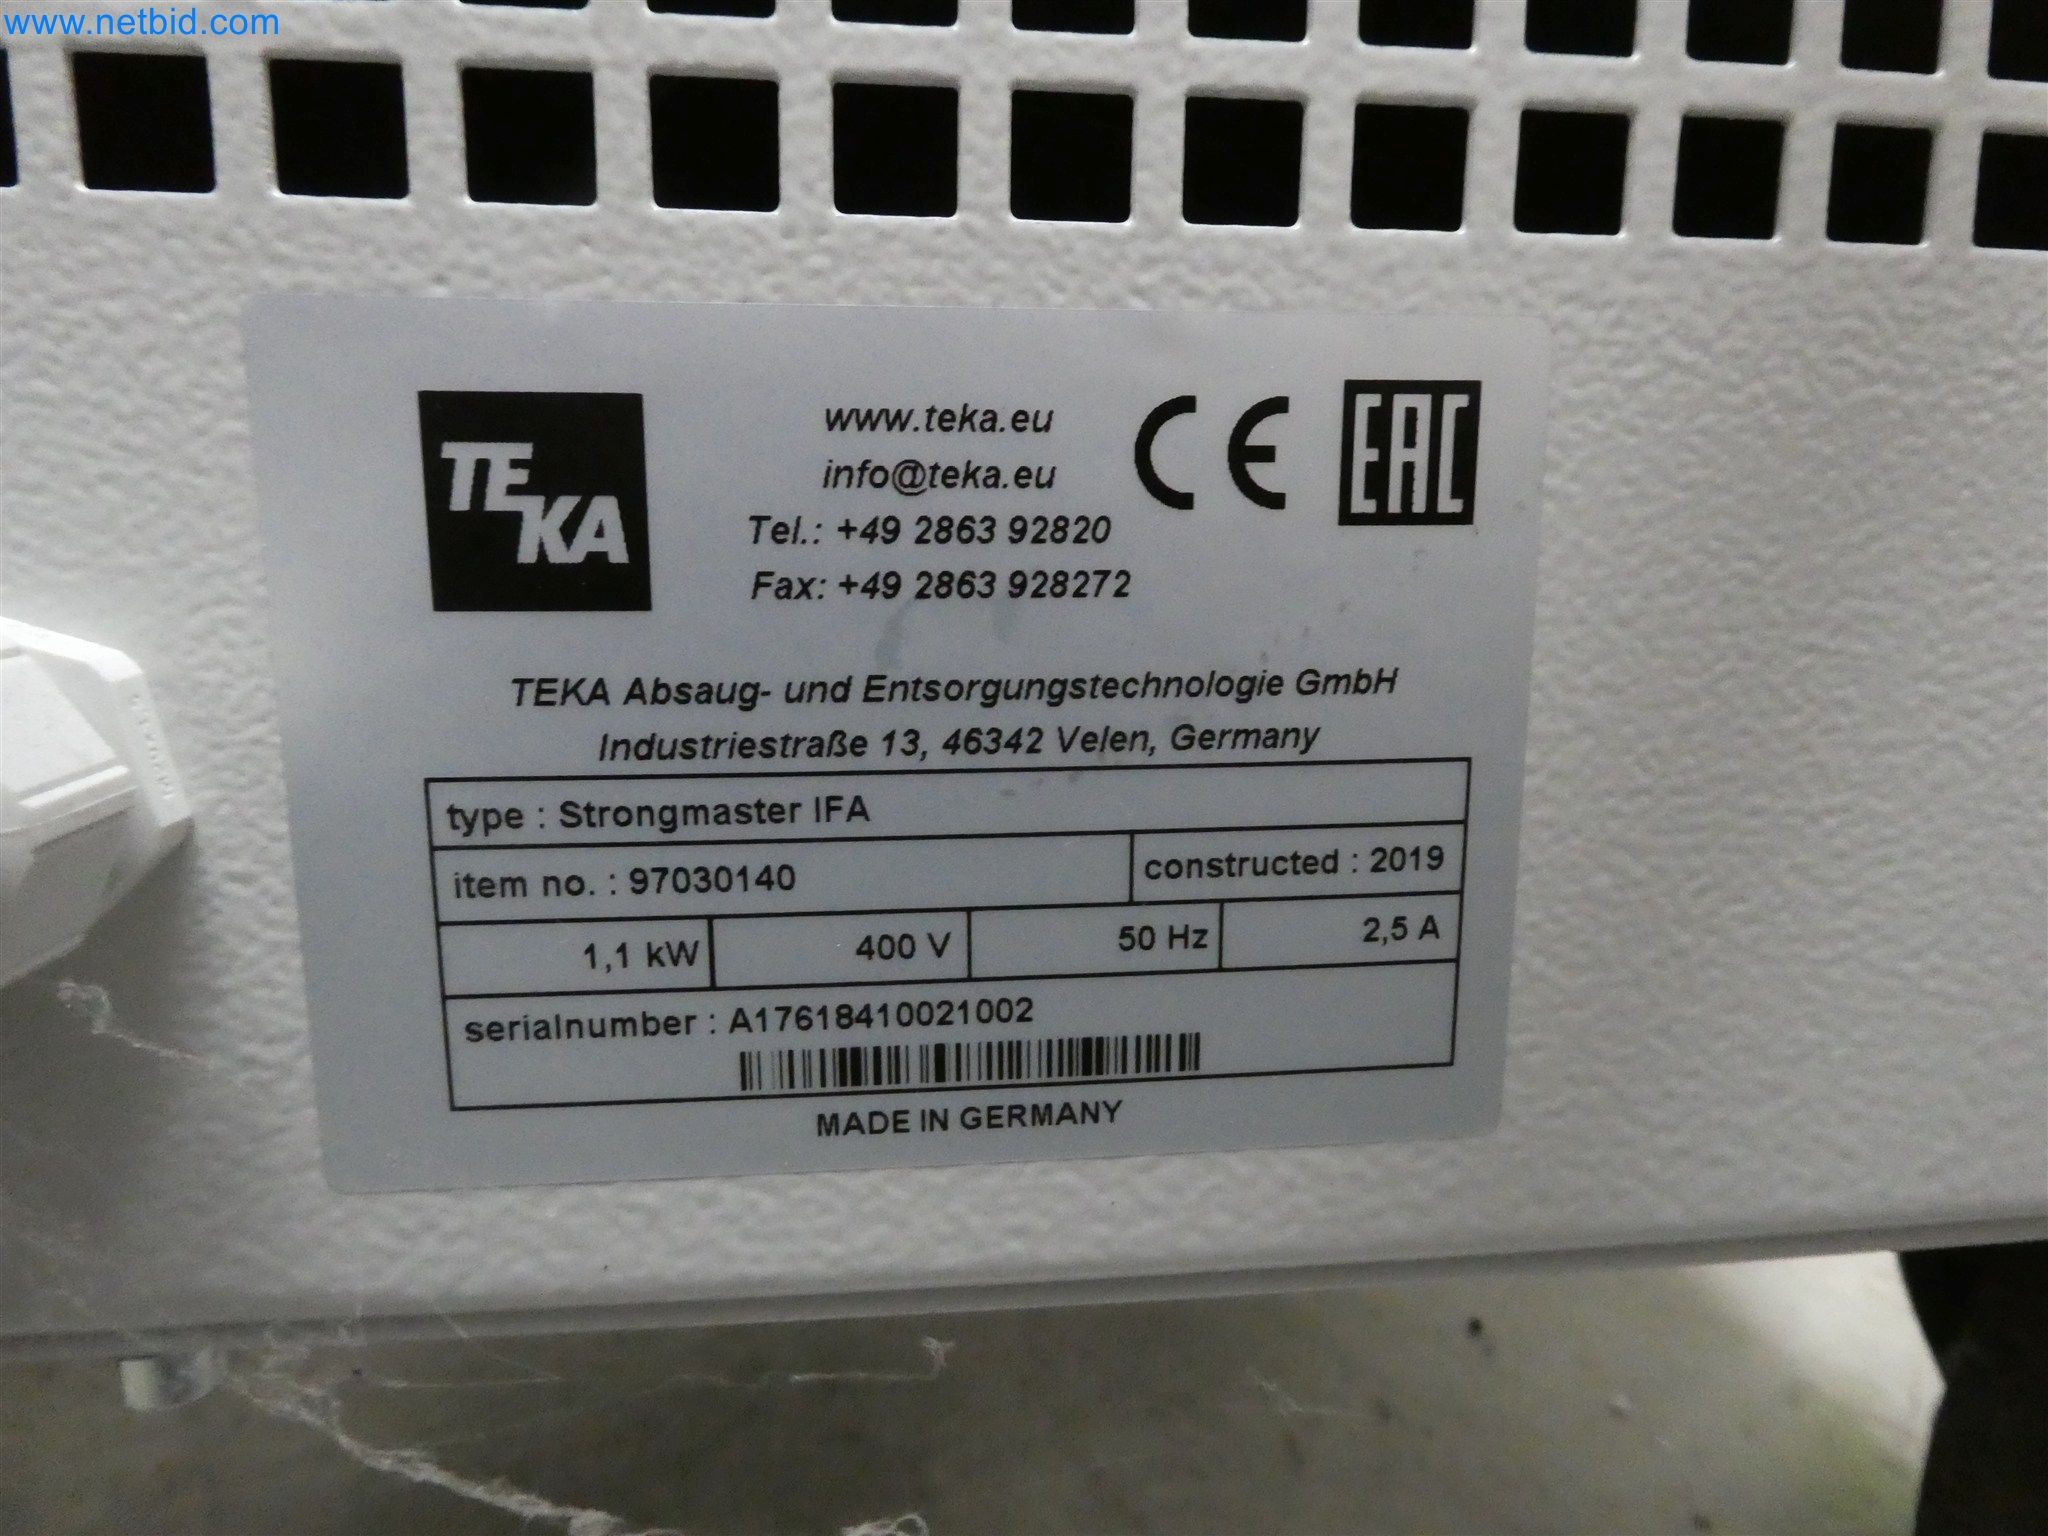 www.netbid.com
TE
KA
www.teka.eu
info@teka.eu
Tel.: +49 2863 92820
Fax: +49 2863 928272
CE
EAC
TEKA Absaug- und Entsorgungstechnologie GmbH
Industriestraße 13, 46342 Velen, Germany
type : Strongmaster IFA
item no. : 97030140 constructed : 2019
1,1 kW 400 V 50 Hz 2,5 A
serialnumber : A17618410021002
MADE IN GERMANY